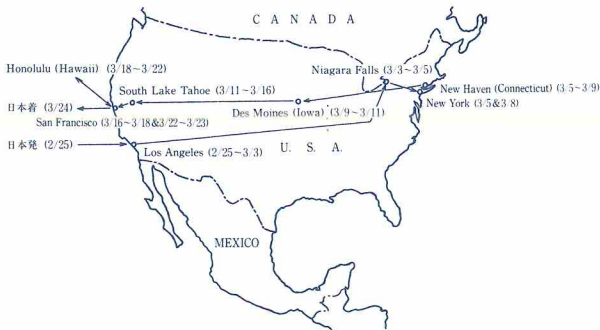 CANADA
Honolulu (Hawaii) (3/18~3/22)
Niagara Falls (3/3~3/5)
South Lake Tahoe (3/11~3/16)
New Haven (Connecticut) (3/5~3/9)
日本着 (3/24)
Des Moines (Iowa) (3/9~3/11)
New York (3/5&3/8)
San Francisco (3/16~3/18&3/22~3/23)
日本発 (2/25)
Los Angeles (2/25~3/3)
U. S. A.
MEXICO